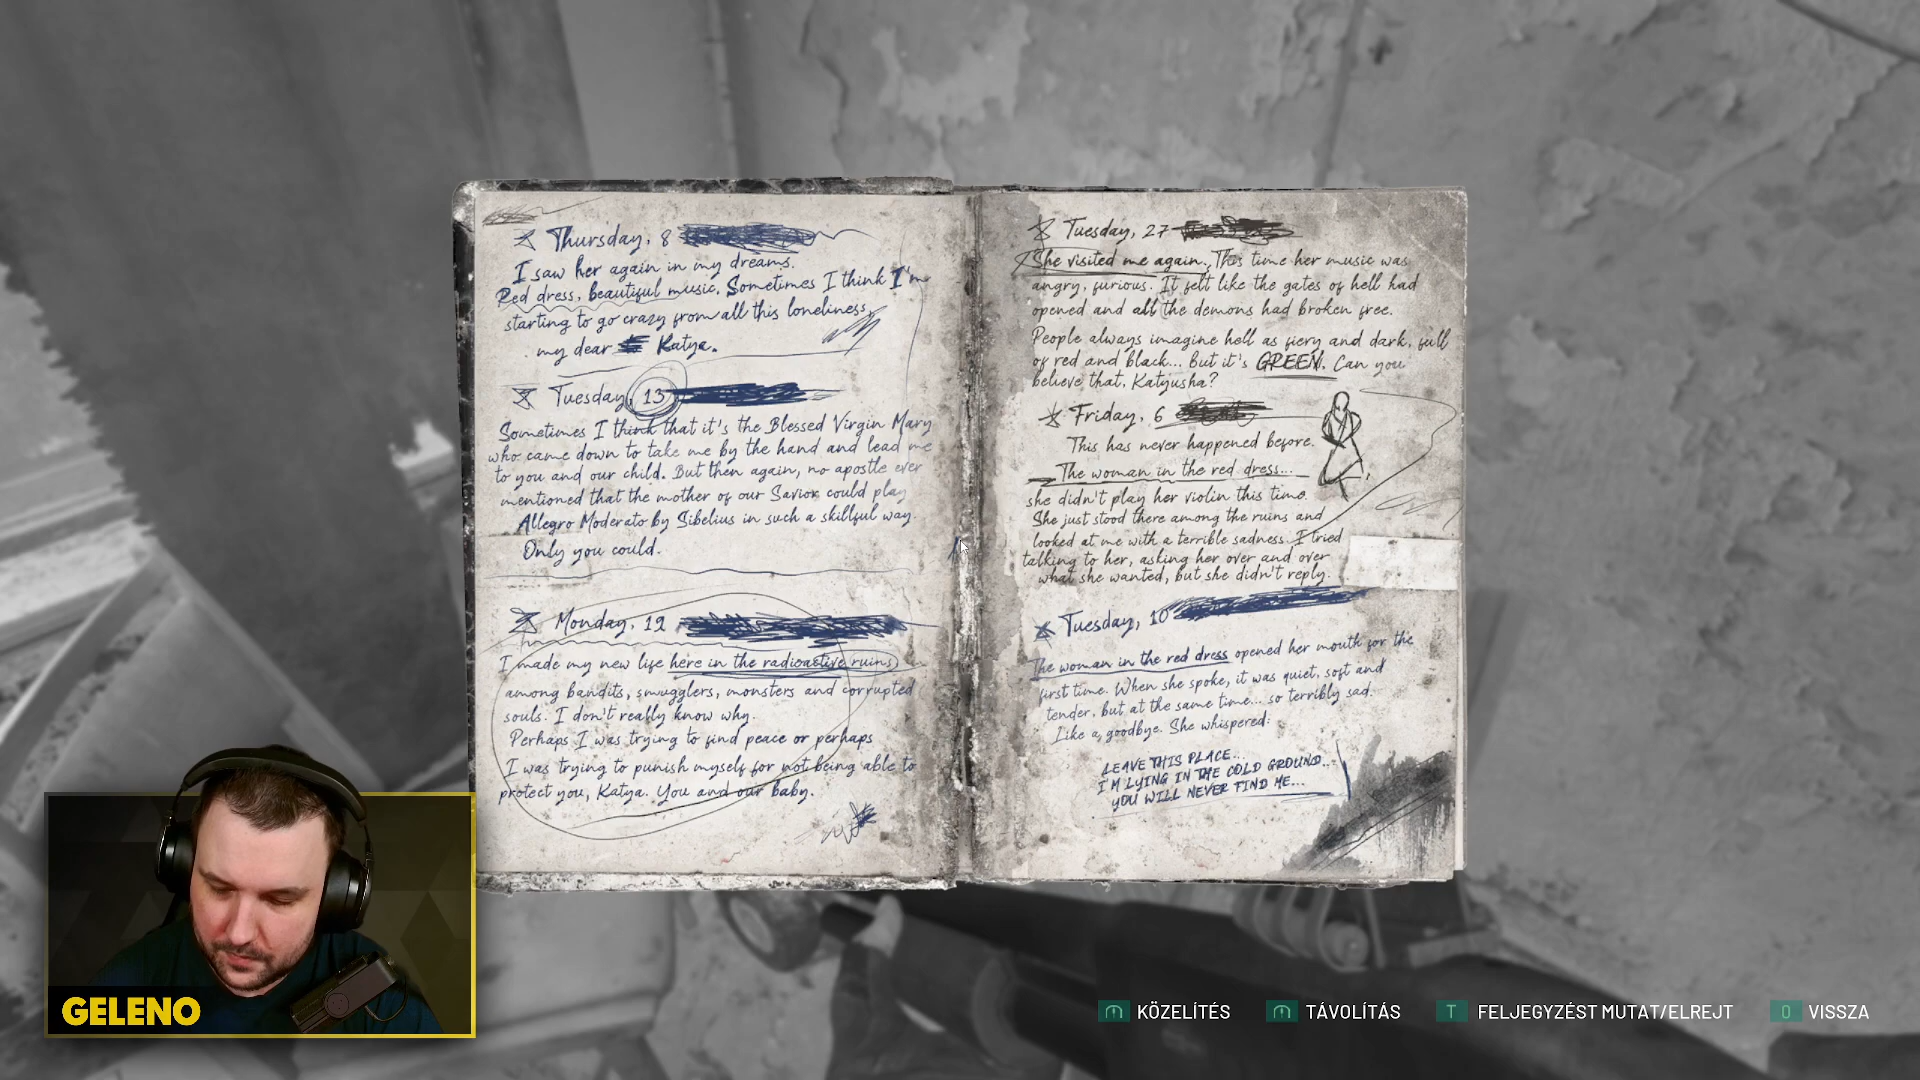 Thursday, 8
I saw her again in my dreams.
Red dress, beautiful music. Sometimes I think I'm
starting to go crazy from all this loneliness,
my dear Katya.
Tuesday, 13
Sometimes I think that it's the Blessed Virgin Mary
who came down to take me by the hand and lead me
to you and our child. But then again, no apostle ever
mentioned that the mother of our Savior could play
Allegro Moderato by Sibelius in such a skillful way.
Only you could.
Monday, 19
I made my new life here in the radioactive ruins
among bandits, smugglers, monsters and corrupted
souls. I don't really know why.
Perhaps I was trying to find peace or perhaps
I was trying to punish myself for not being able to
protect you, Katya. You and our baby.
Tuesday, 27
She visited me again. This time her music was
angry, furious. It felt like the gates of hell had
opened and all the demons had broken free.
People always imagine hell as fiery and dark, full
of red and black... But it's GREEN. Can you
believe that, Katyusha?
Friday, 6
This has never happened before.
The woman in the red dress...
she didn't play her violin this time.
She just stood there among the ruins and
looked at me with a terrible sadness. I tried
talking to her, asking her over and over
what she wanted, but she didn't reply.
Tuesday, 10
The woman in the red dress opened her mouth for the
first time. When she spoke, it was quiet, soft and
tender, but at the same time... so terribly sad.
Like a goodbye. She whispered:
LEAVE THIS PLACE...
I'M LYING IN THE COLD GROUND...
YOU WILL NEVER FIND ME...
GELENO
KÖZELÍTÉS
TÁVOLÍTÁS
T FELJEGYZÉST MUTAT/ELREJT
VISSZA